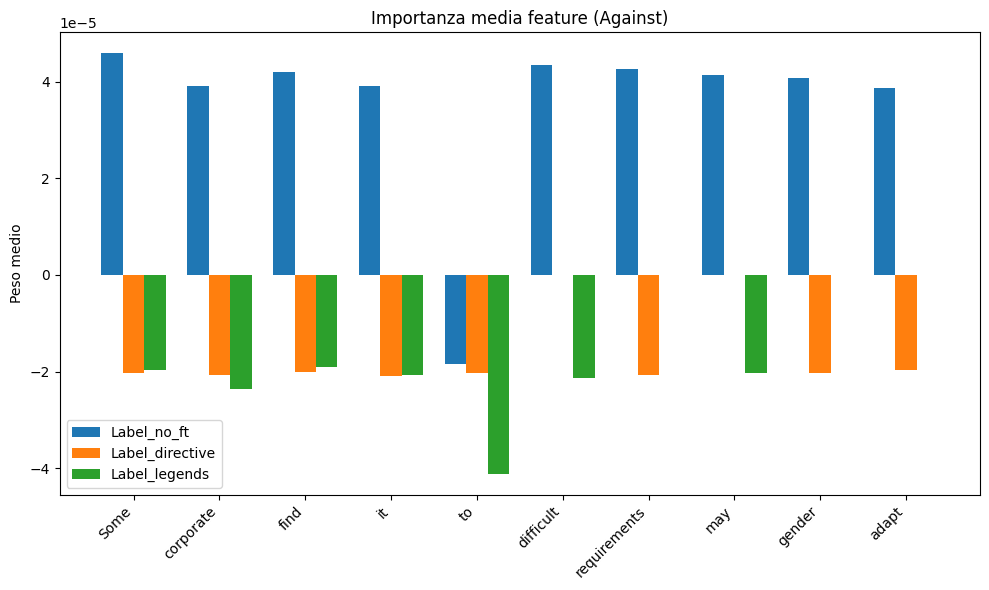 Importanza media feature (Against)
1e−5
4
2
0
−2
−4
Peso medio
Label_no_ft
Label_directive
Label_legends
Some
corporate
find
it
to
difficult
requirements
may
gender
adapt